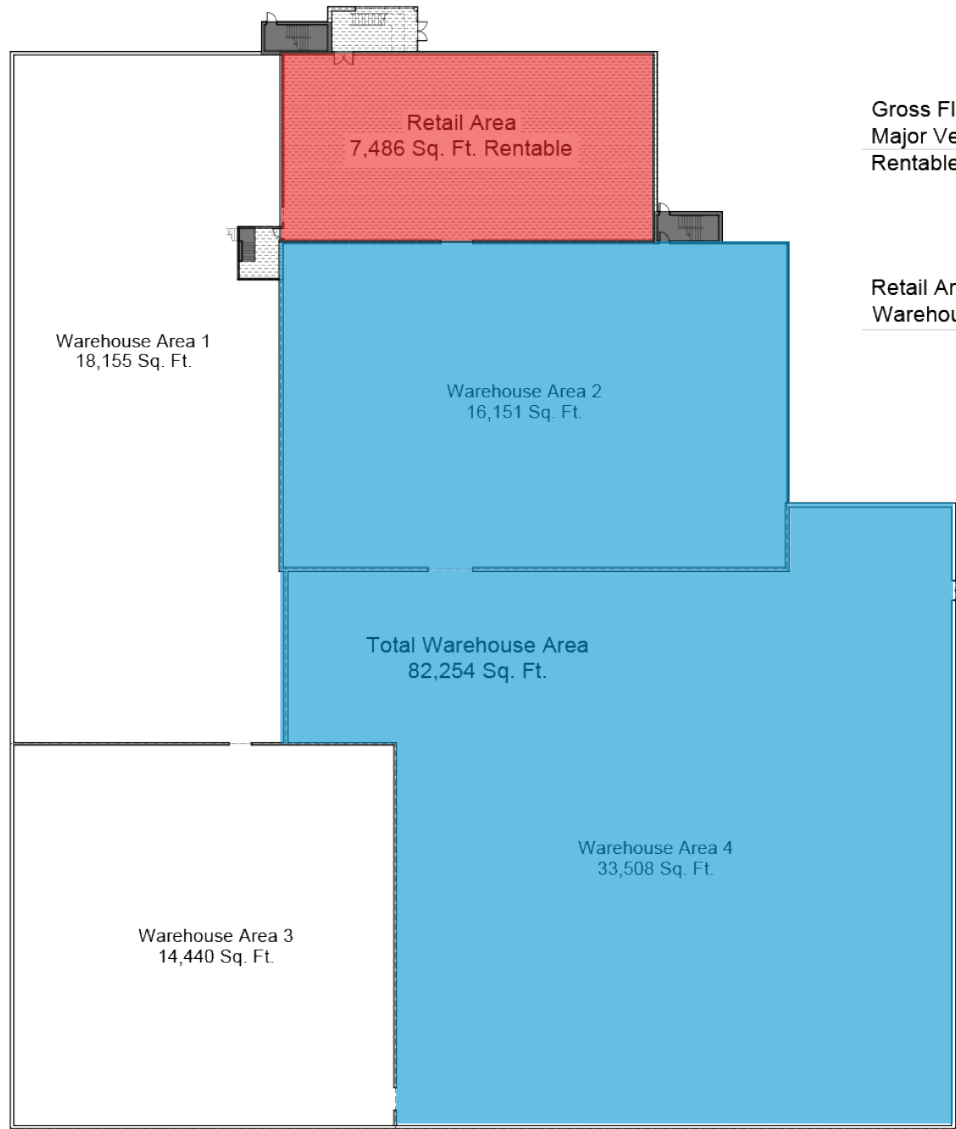 Retail Area
7,486 Sq. Ft. Rentable
Gross Fl
Major Ve
Rentable
Retail Ar
Warehou
Warehouse Area 1
18,155 Sq. Ft.
Warehouse Area 2
16,151 Sq. Ft.
Total Warehouse Area
82,254 Sq. Ft.
Warehouse Area 4
33,508 Sq. Ft.
Warehouse Area 3
14,440 Sq. Ft.